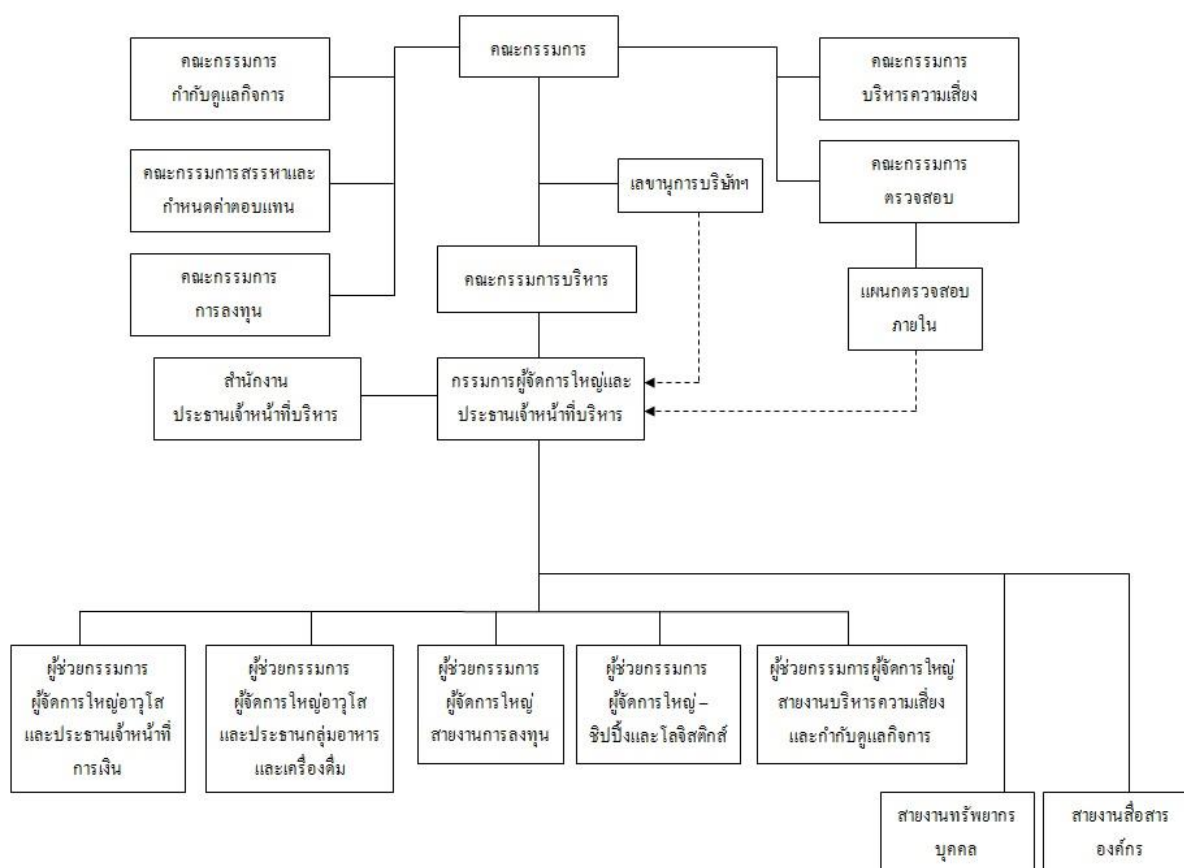 คณะกรรมการ
คณะกรรมการ
กำกับดูแลกิจการ
คณะกรรมการ
บริหารความเสี่ยง
คณะกรรมการสรรหาและ
กำหนดค่าตอบแทน
เลขานุการบริษัทฯ
คณะกรรมการ
ตรวจสอบ
คณะกรรมการ
การลงทุน
คณะกรรมการบริหาร
แผนกตรวจสอบ
ภายใน
สำนักงาน
ประธานเจ้าหน้าที่บริหาร
กรรมการผู้จัดการใหญ่และ
ประธานเจ้าหน้าที่บริหาร
ผู้ช่วยกรรมการ
ผู้จัดการใหญ่อาวุโส
และประธานเจ้าหน้าที่
การเงิน
ผู้ช่วยกรรมการ
ผู้จัดการใหญ่อาวุโส
และประธานกลุ่มอาหาร
และเครื่องดื่ม
ผู้ช่วยกรรมการ
ผู้จัดการใหญ่
สายงานการลงทุน
ผู้ช่วยกรรมการ
ผู้จัดการใหญ่ –
ชิปปิ้งและโลจิสติกส์
ผู้ช่วยกรรมการผู้จัดการใหญ่
สายงานบริหารความเสี่ยง
และกำกับดูแลกิจการ
สายงานทรัพยากร
บุคคล
สายงานสื่อสาร
องค์กร